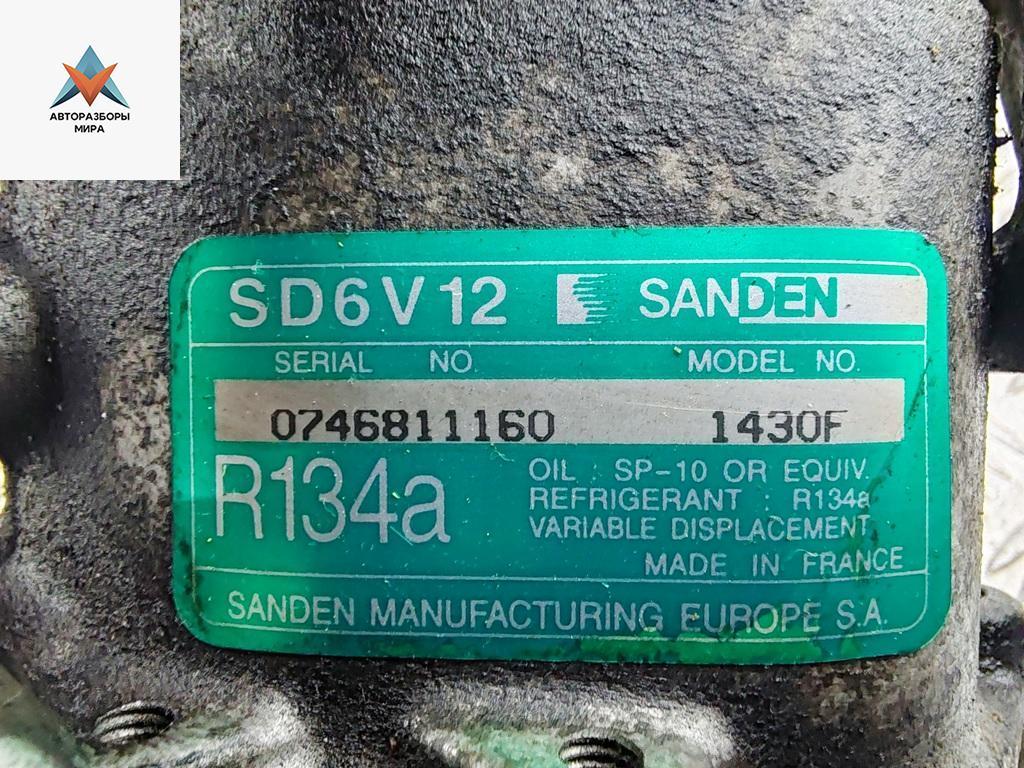 АВТОРАЗБОРЫ
МИРА
SD6V12 SANDEN
SERIAL NO. MODEL NO.
07468111160 1430F
R134a
OIL : SP-10 OR EQUIV.
REFRIGERANT : R134a
VARIABLE DISPLACEMENT
MADE IN FRANCE
SANDEN MANUFACTURING EUROPE S.A.